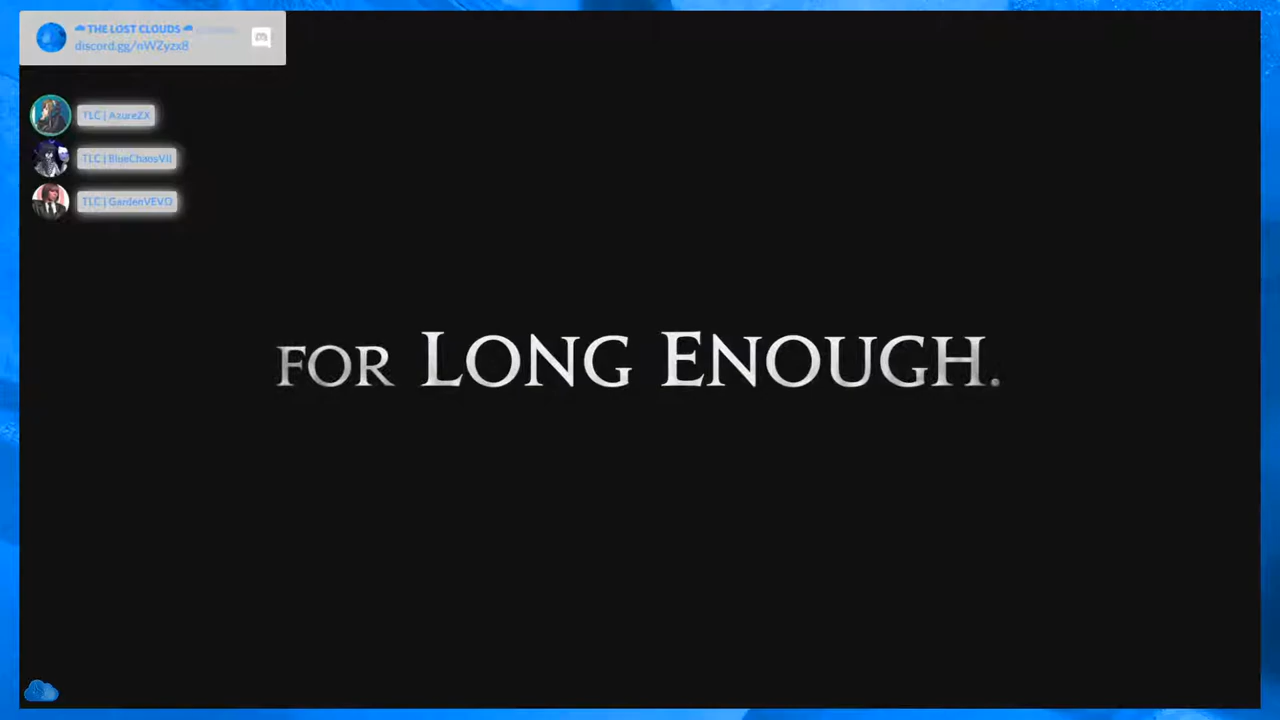 THE LOST CLOUDS
discord.gg/nWZyzx8
TLC | AzureZX
TLC | BlueChaosVII
TLC | GardenVEVO
FOR LONG ENOUGH.